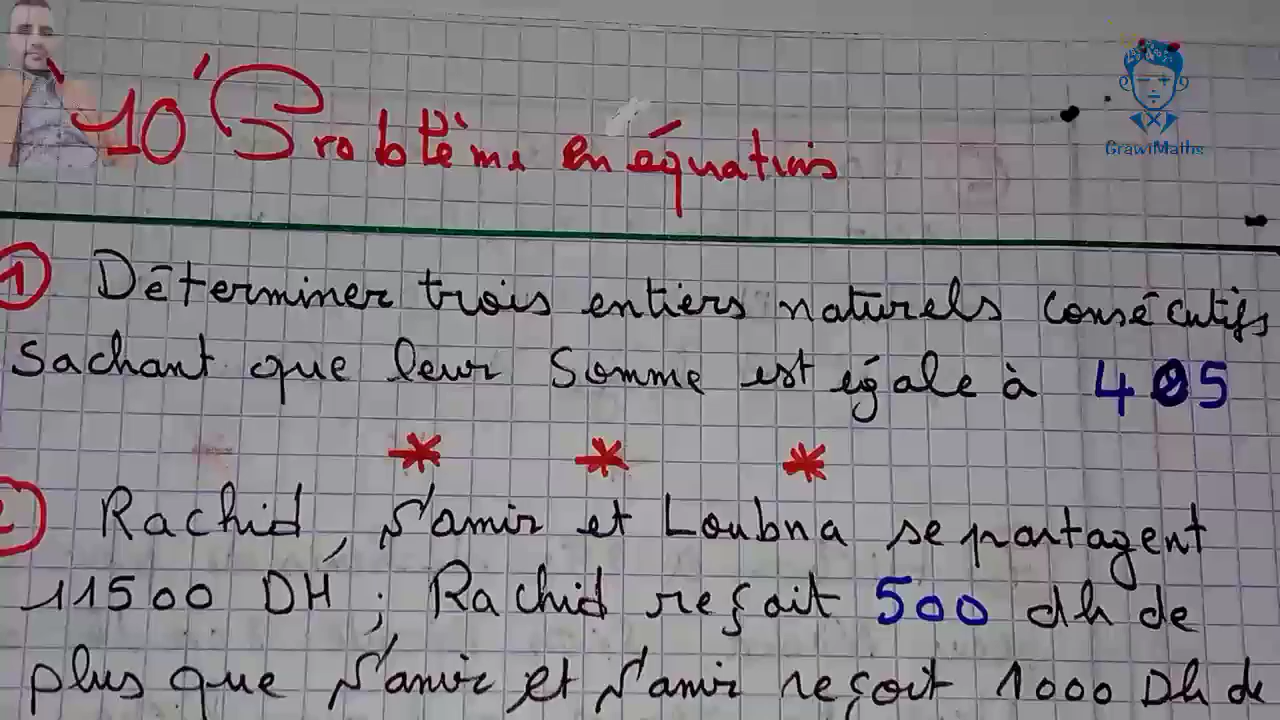 GrawiMaths
10 Problème en équations
1 Déterminer trois entiers naturels consécutifs
Sachant que leur Somme est égale à 405
* * *
2 Rachid, Samir et Loubna se partagent
11500 DH ; Rachid reçoit 500 dh de
plus que Samir et Samir reçoit 1000 Dh de